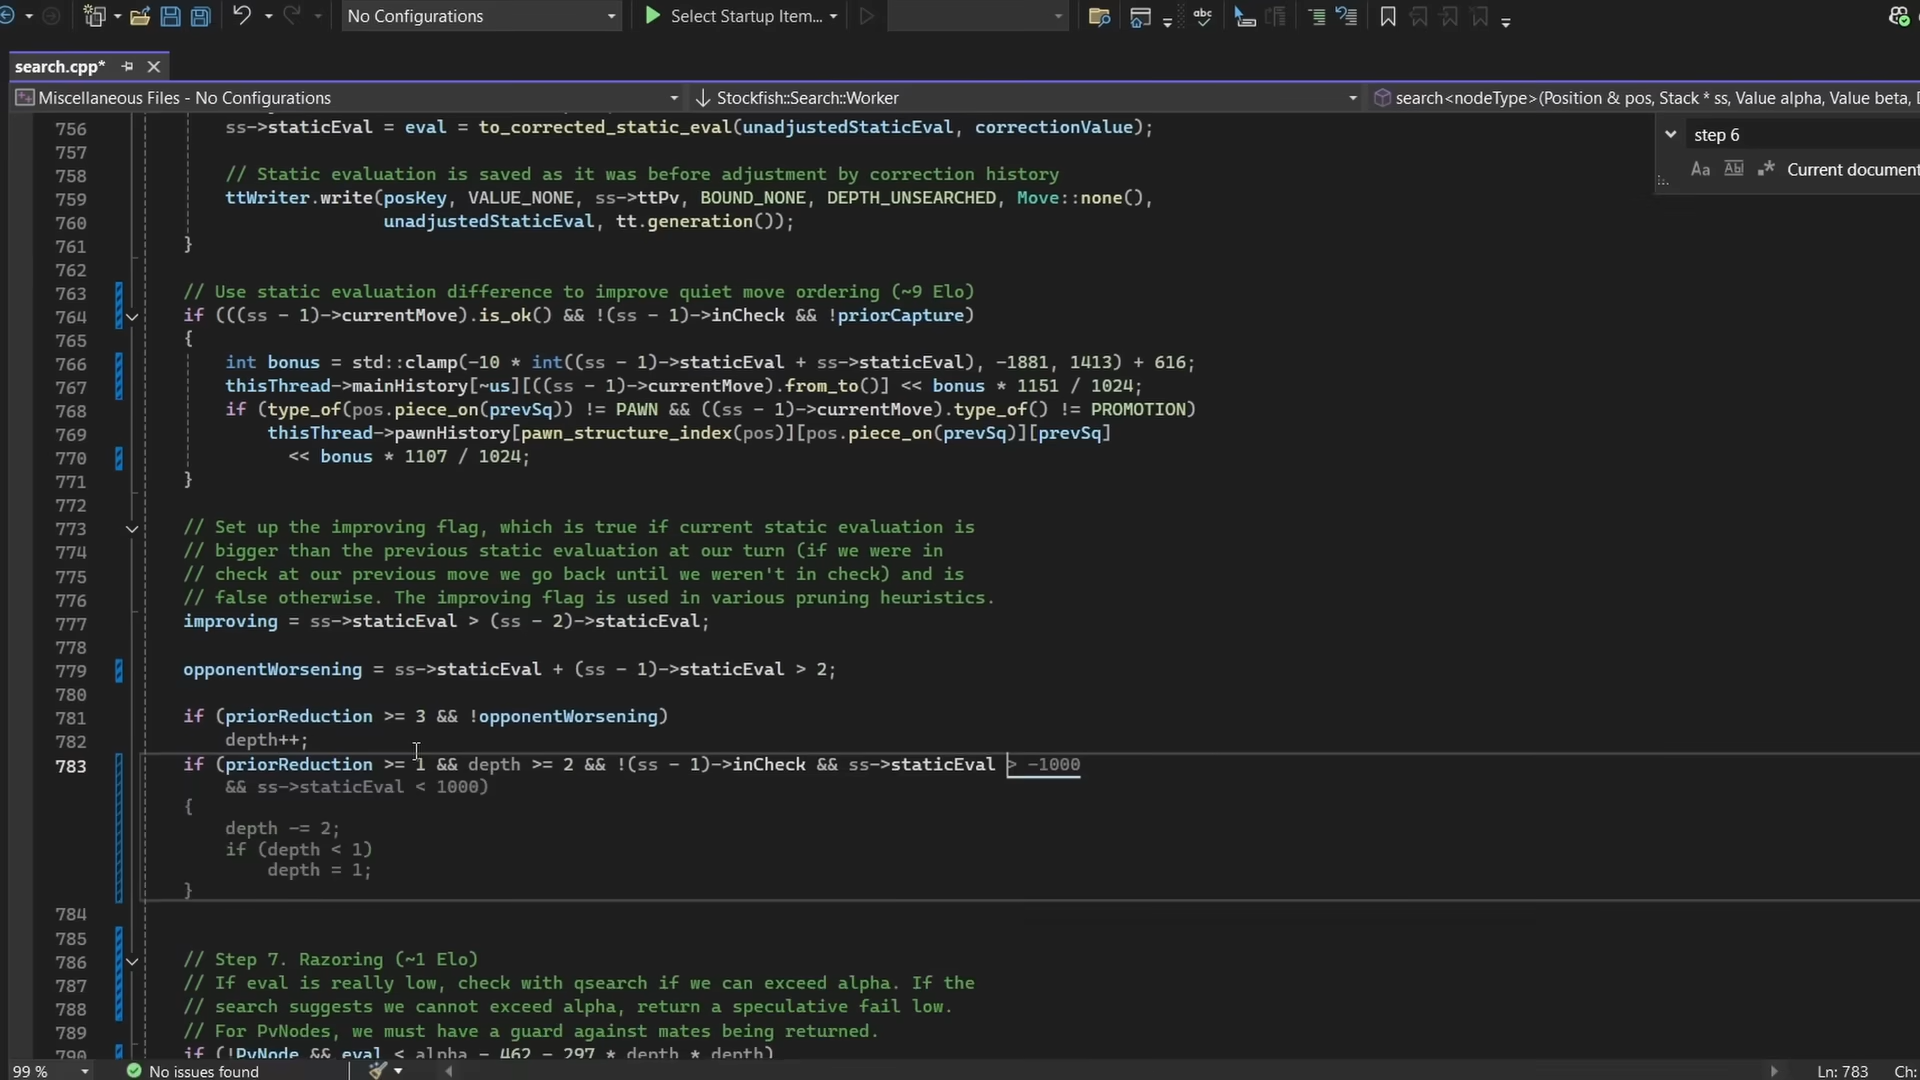 No Configurations
Select Startup Item...
abc
search.cpp*
Miscellaneous Files - No Configurations
Stockfish::Search::Worker
search<nodeType>(Position & pos, Stack * ss, Value alpha, Value beta, D
step 6
Aa
Current document
756 ss->staticEval = eval = to_corrected_static_eval(unadjustedStaticEval, correctionValue);
757
758 // Static evaluation is saved as it was before adjustment by correction history
759 ttWriter.write(posKey, VALUE_NONE, ss->ttPv, BOUND_NONE, DEPTH_UNSEARCHED, Move::none(),
760 unadjustedStaticEval, tt.generation());
761 }
762
763 // Use static evaluation difference to improve quiet move ordering (~9 Elo)
764 if (((ss - 1)->currentMove).is_ok() && !(ss - 1)->inCheck && !priorCapture)
765 {
766 int bonus = std::clamp(-10 * int((ss - 1)->staticEval + ss->staticEval), -1881, 1413) + 616;
767 thisThread->mainHistory[~us][((ss - 1)->currentMove).from_to()] << bonus * 1151 / 1024;
768 if (type_of(pos.piece_on(prevSq)) != PAWN && ((ss - 1)->currentMove).type_of() != PROMOTION)
769 thisThread->pawnHistory[pawn_structure_index(pos)][pos.piece_on(prevSq)][prevSq]
770 << bonus * 1107 / 1024;
771 }
772
773 // Set up the improving flag, which is true if current static evaluation is
774 // bigger than the previous static evaluation at our turn (if we were in
775 // check at our previous move we go back until we weren't in check) and is
776 // false otherwise. The improving flag is used in various pruning heuristics.
777 improving = ss->staticEval > (ss - 2)->staticEval;
778
779 opponentWorsening = ss->staticEval + (ss - 1)->staticEval > 2;
780
781 if (priorReduction >= 3 && !opponentWorsening)
782 depth++;
783 if (priorReduction >= 1 && depth >= 2 && !(ss - 1)->inCheck && ss->staticEval > -1000
&& ss->staticEval < 1000)
{
depth -= 2;
if (depth < 1)
depth = 1;
}
784
785
786 // Step 7. Razoring (~1 Elo)
787 // If eval is really low, check with qsearch if we can exceed alpha. If the
788 // search suggests we cannot exceed alpha, return a speculative fail low.
789 // For PvNodes, we must have a guard against mates being returned.
790 if (!PvNode && eval < alpha - 462 - 297 * depth * depth)
99 %
No issues found
Ln: 783
Ch: